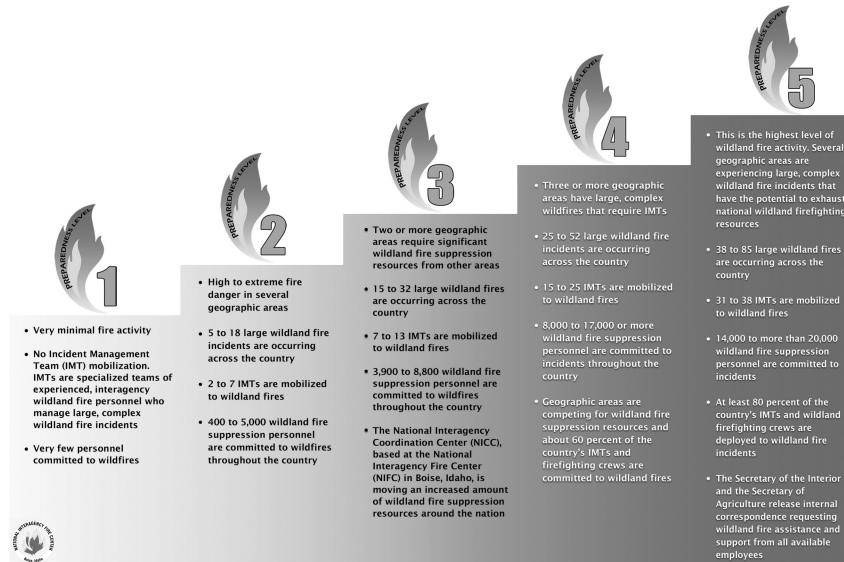 PREPAREDNESS LEVEL
1
• Very minimal fire activity
• No Incident Management
Team (IMT) mobilization.
IMTs are specialized teams of
experienced, interagency
wildland fire personnel who
manage large, complex
wildland fire incidents
• Very few personnel
committed to wildfires
PREPAREDNESS LEVEL
2
• High to extreme fire
danger in several
geographic areas
• 5 to 18 large wildland fire
incidents are occurring
across the country
• 2 to 7 IMTs are mobilized
to wildland fires
• 400 to 5,000 wildland fire
suppression personnel
are committed to wildfires
throughout the country
PREPAREDNESS LEVEL
3
• Two or more geographic
areas require significant
wildland fire suppression
resources from other areas
• 15 to 32 large wildland fires
are occurring across the
country
• 7 to 13 IMTs are mobilized
to wildland fires
• 3,900 to 8,800 wildland fire
suppression personnel are
committed to wildfires
throughout the country
• The National Interagency
Coordination Center (NICC),
based at the National
Interagency Fire Center
(NIFC) in Boise, Idaho, is
moving an increased amount
of wildland fire suppression
resources around the nation
PREPAREDNESS LEVEL
4
• Three or more geographic
areas have large, complex
wildfires that require IMTs
• 25 to 52 large wildland fire
incidents are occurring
across the country
• 15 to 25 IMTs are mobilized
to wildland fires
• 8,000 to 17,000 or more
wildland fire suppression
personnel are committed to
incidents throughout the
country
• Geographic areas are
competing for wildland fire
suppression resources and
about 60 percent of the
country's IMTs and
firefighting crews are
committed to wildland fires
PREPAREDNESS LEVEL
5
• This is the highest level of
wildland fire activity. Several
geographic areas are
experiencing large, complex
wildland fire incidents that
have the potential to exhaust
national wildland firefighting
resources
• 38 to 85 large wildland fires
are occurring across the
country
• 31 to 38 IMTs are mobilized
to wildland fires
• 14,000 to more than 20,000
wildland fire suppression
personnel are committed to
incidents
• At least 80 percent of the
country's IMTs and wildland
firefighting crews are
deployed to wildland fire
incidents
• The Secretary of the Interior
and the Secretary of
Agriculture release internal
correspondence requesting
wildland fire assistance and
support from all available
employees
NATIONAL INTERAGENCY FIRE CENTER
Boise, Idaho